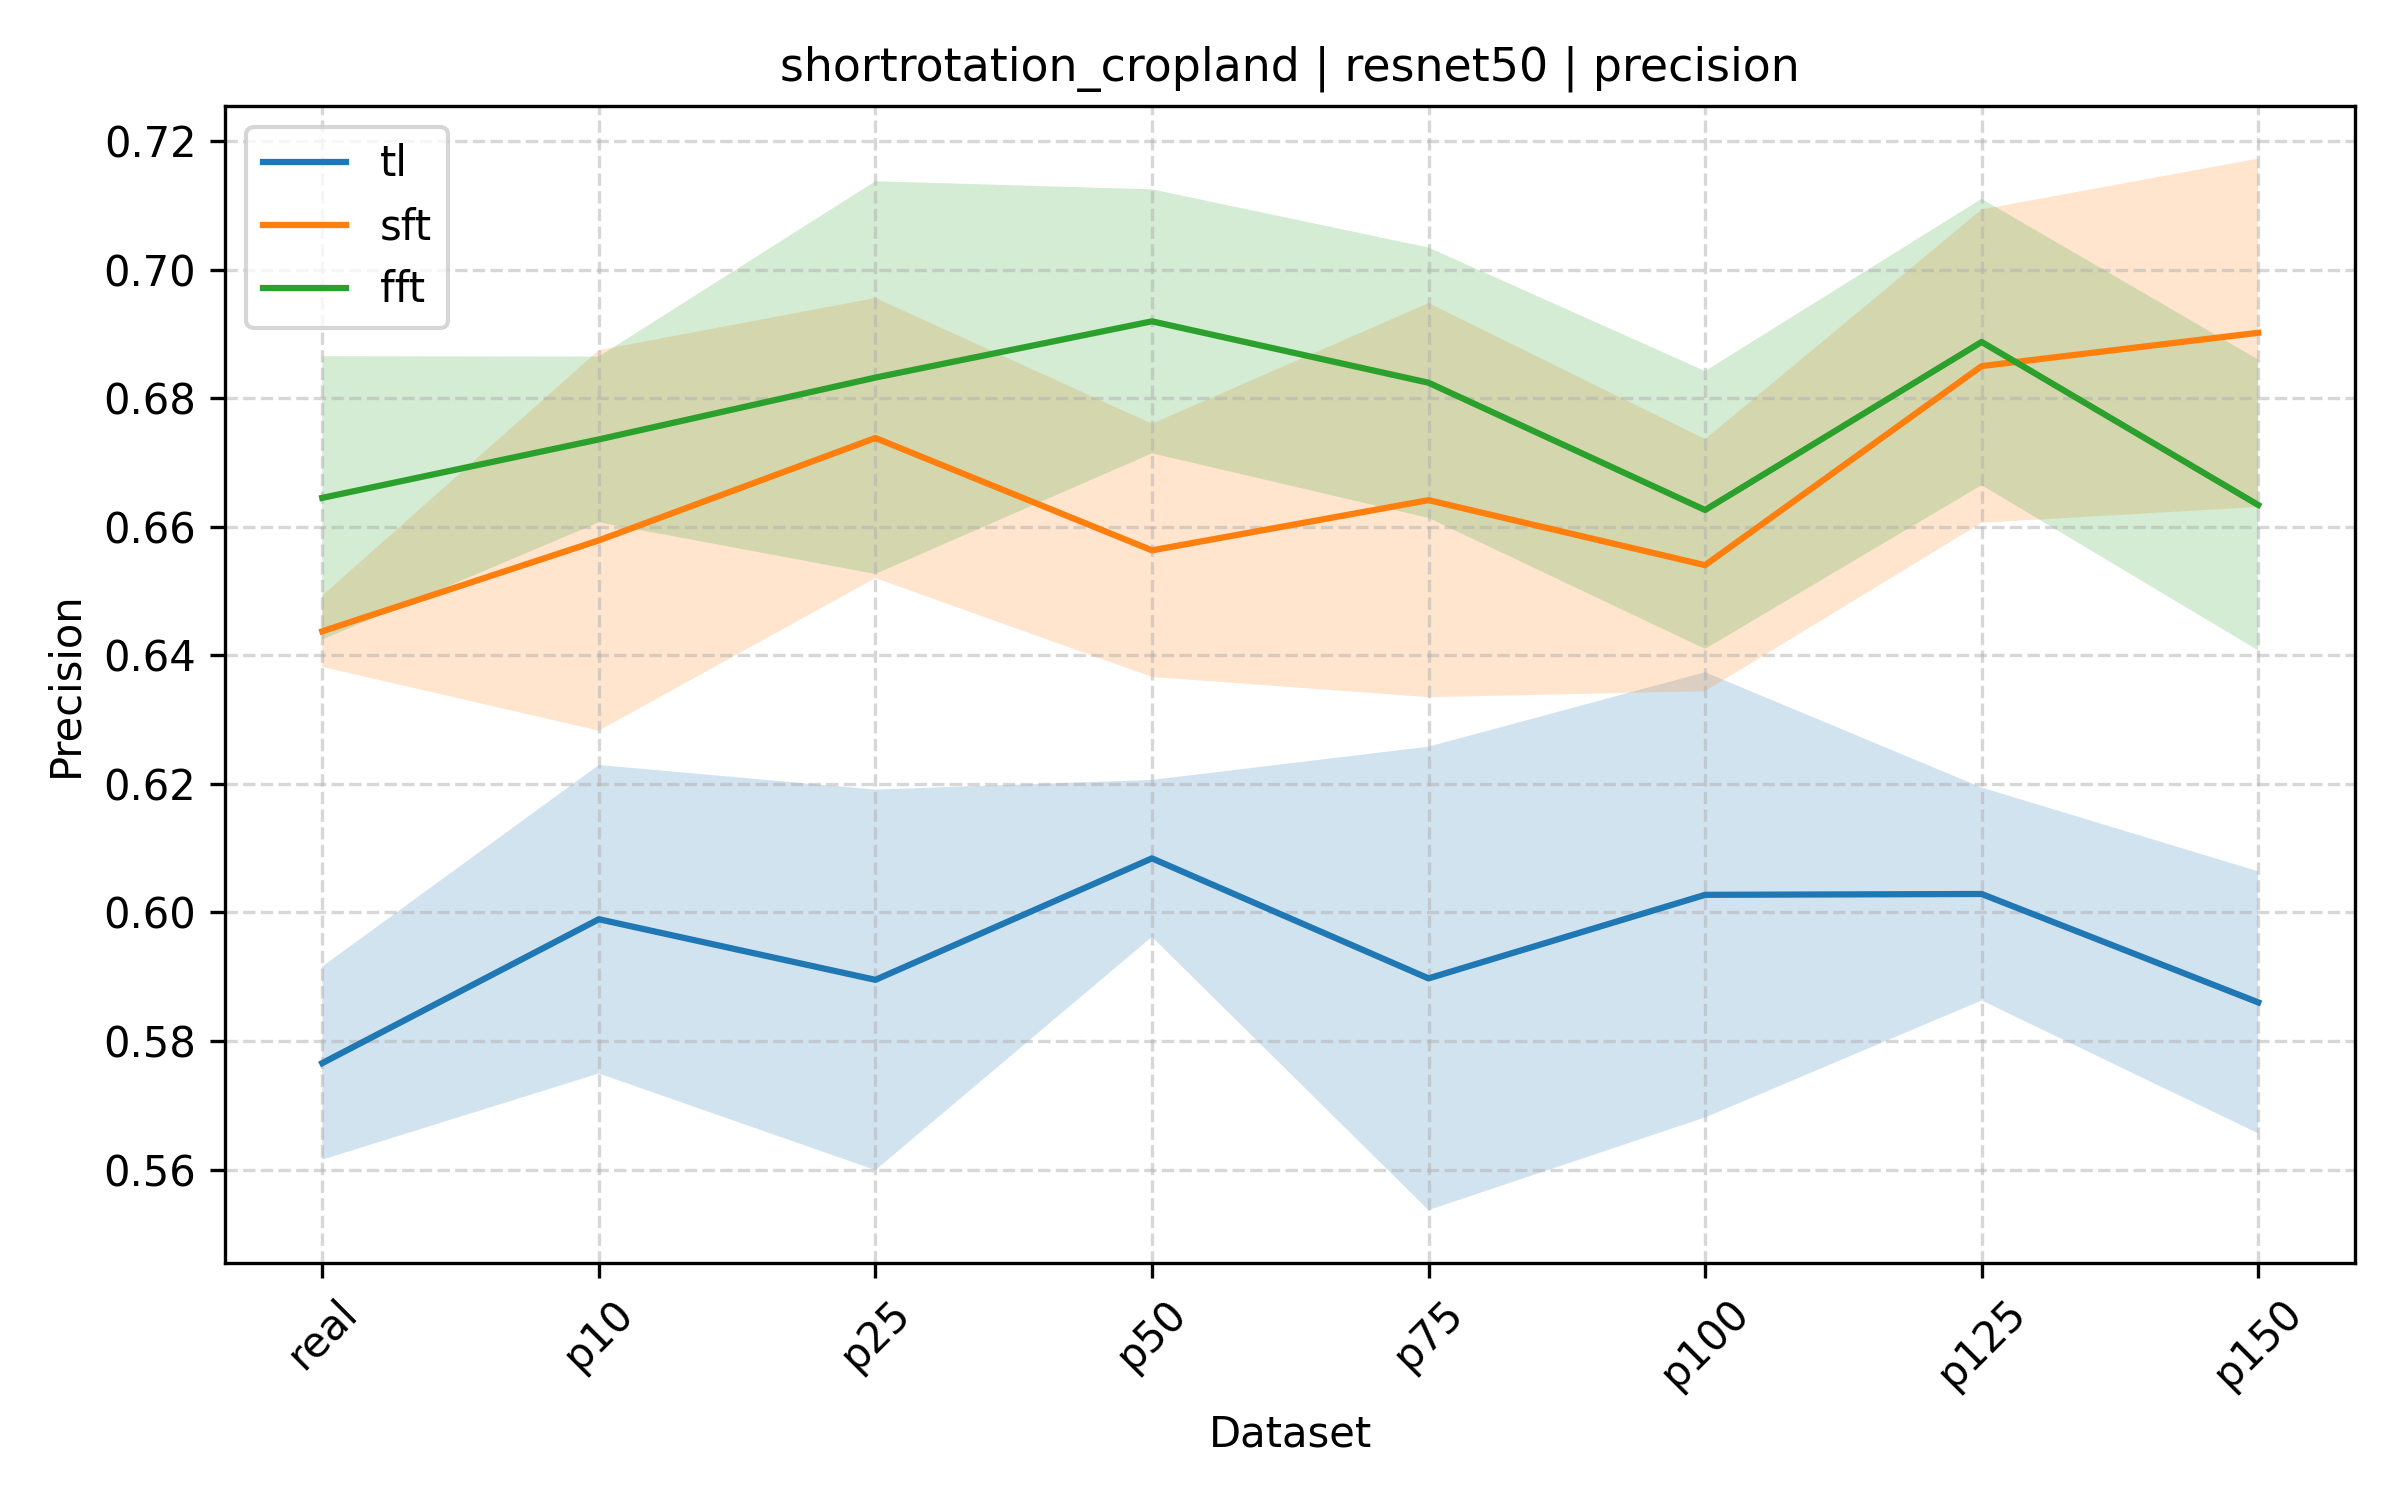 shortrotation_cropland | resnet50 | precision
tl
sft
fft
Precision
0.72
0.70
0.68
0.66
0.64
0.62
0.60
0.58
0.56
real
p10
p25
p50
p75
p100
p125
p150
Dataset